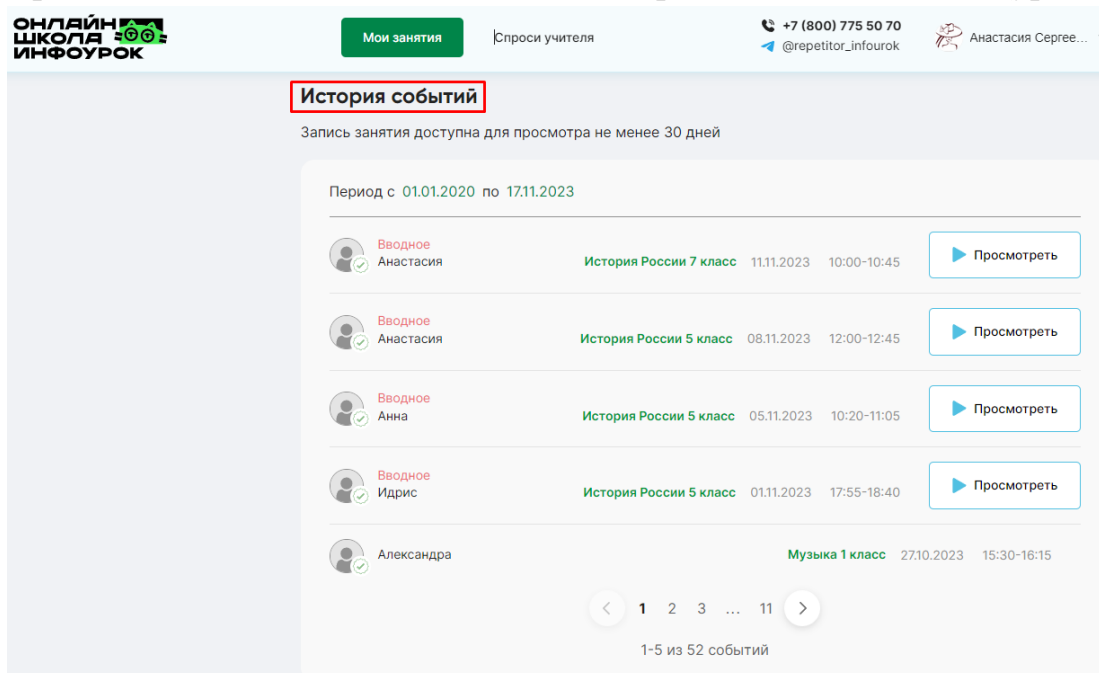 ОНЛАЙН
ШКОЛА
ИНФОУРОК
Мои занятия
Спроси учителя
+7 (800) 775 50 70
@repetitor_infourok
Анастасия Сергее...
История событий
Запись занятия доступна для просмотра не менее 30 дней
Период с 01.01.2020 по 17.11.2023
Вводное
Анастасия
История России 7 класс 11.11.2023 10:00-10:45
Просмотреть
Вводное
Анастасия
История России 5 класс 08.11.2023 12:00-12:45
Просмотреть
Вводное
Анна
История России 5 класс 05.11.2023 10:20-11:05
Просмотреть
Вводное
Идрис
История России 5 класс 01.11.2023 17:55-18:40
Просмотреть
Александра
Музыка 1 класс 27.10.2023 15:30-16:15
1 2 3 ... 11
1-5 из 52 событий